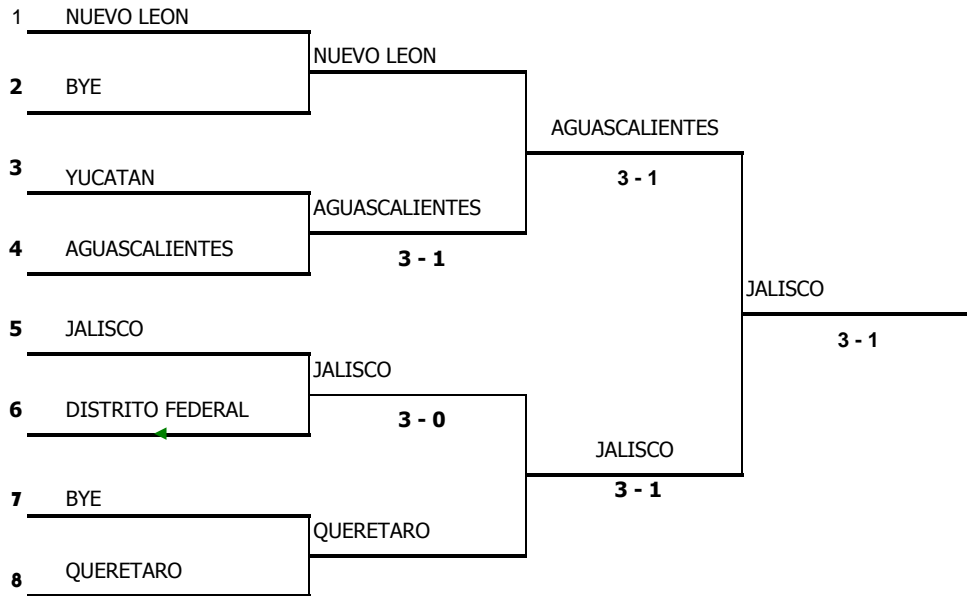 1 NUEVO LEON
NUEVO LEON
2 BYE
AGUASCALIENTES
3 YUCATAN
3 - 1
AGUASCALIENTES
4 AGUASCALIENTES
3 - 1
JALISCO
5 JALISCO
3 - 1
JALISCO
6 DISTRITO FEDERAL
3 - 0
JALISCO
7 BYE
3 - 1
QUERETARO
8 QUERETARO